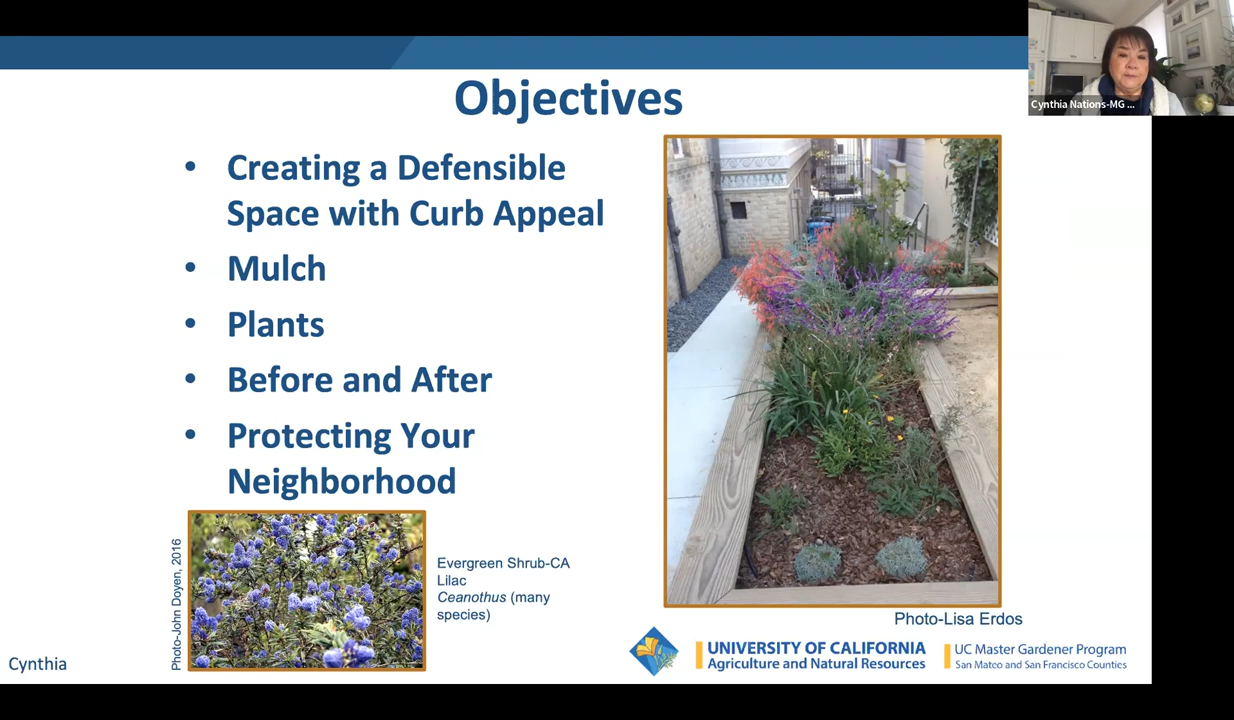 Objectives
• Creating a Defensible
Space with Curb Appeal
• Mulch
• Plants
• Before and After
• Protecting Your
Neighborhood
Photo-John Doyen, 2016
Evergreen Shrub-CA
Lilac
Ceanothus (many
species)
Photo-Lisa Erdos
Cynthia
UNIVERSITY OF CALIFORNIA
Agriculture and Natural Resources
UC Master Gardener Program
San Mateo and San Francisco Counties
Cynthia Nations-MG ...